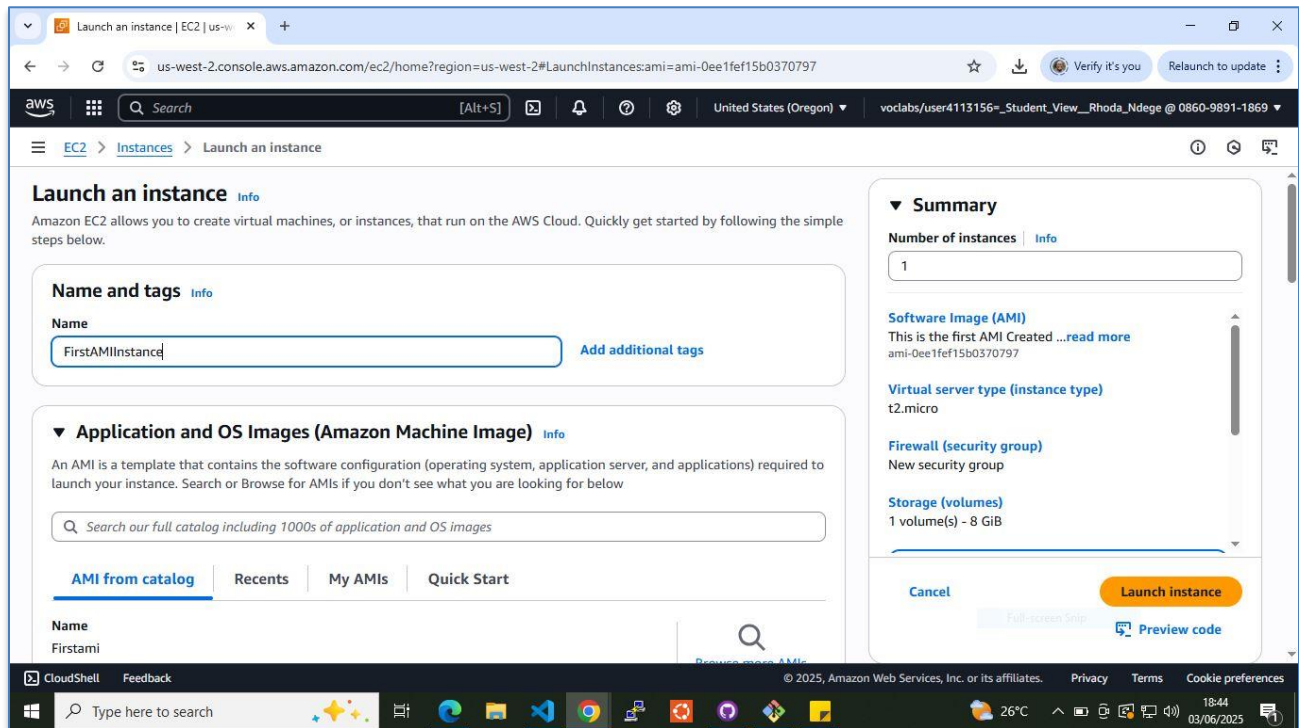 Launch an instance | EC2 | us-w
us-west-2.console.aws.amazon.com/ec2/home?region=us-west-2#LaunchInstances:ami=ami-0ee1fef15b0370797
Verify it's you
Relaunch to update
aws
Search
[Alt+S]
United States (Oregon)
voclabs/user4113156=_Student_View__Rhoda_Ndege @ 0860-9891-1869
EC2 > Instances > Launch an instance
Launch an instance Info
Amazon EC2 allows you to create virtual machines, or instances, that run on the AWS Cloud. Quickly get started by following the simple
steps below.
Name and tags Info
Name
FirstAMIInstance
Add additional tags
Application and OS Images (Amazon Machine Image) Info
An AMI is a template that contains the software configuration (operating system, application server, and applications) required to
launch your instance. Search or Browse for AMIs if you don't see what you are looking for below
Search our full catalog including 1000s of application and OS images
AMI from catalog
Recents
My AMIs
Quick Start
Name
Firstami
Browse more AMIs
Summary
Number of instances Info
1
Software Image (AMI)
This is the first AMI Created ...read more
ami-0ee1fef15b0370797
Virtual server type (instance type)
t2.micro
Firewall (security group)
New security group
Storage (volumes)
1 volume(s) - 8 GiB
Cancel
Launch instance
Full-screen Snip
Preview code
CloudShell
Feedback
© 2025, Amazon Web Services, Inc. or its affiliates.
Privacy
Terms
Cookie preferences
Type here to search
26°C
18:44
03/06/2025
1